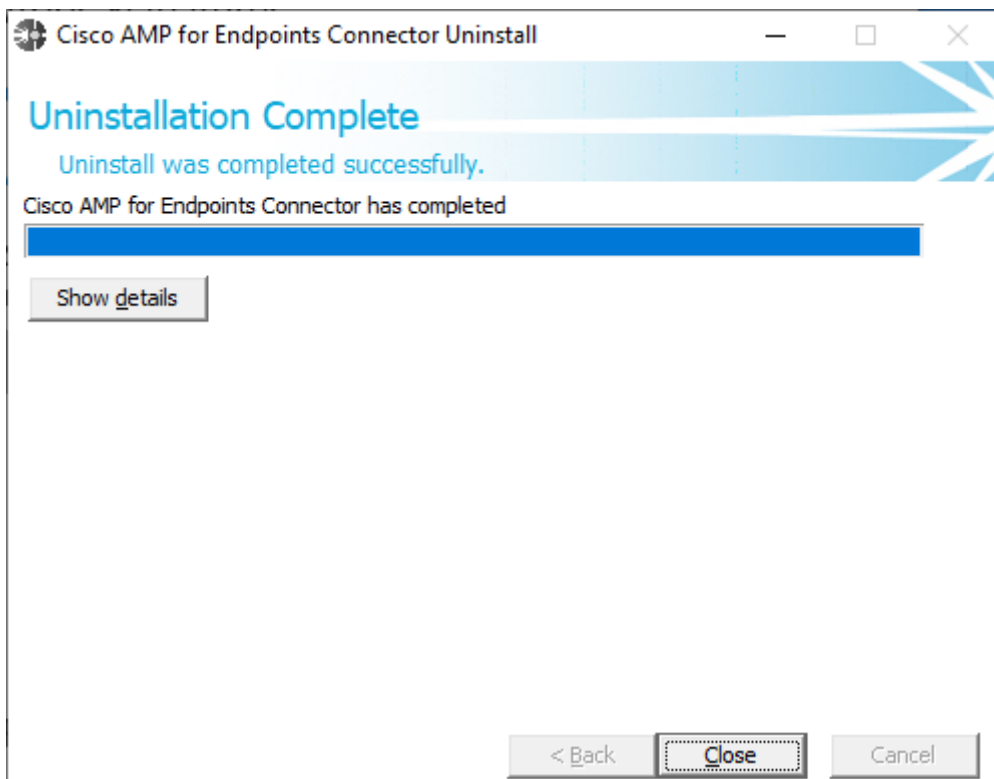 Cisco AMP for Endpoints Connector Uninstall
Uninstallation Complete
Uninstall was completed successfully.
Cisco AMP for Endpoints Connector has completed
Show details
< Back
Close
Cancel